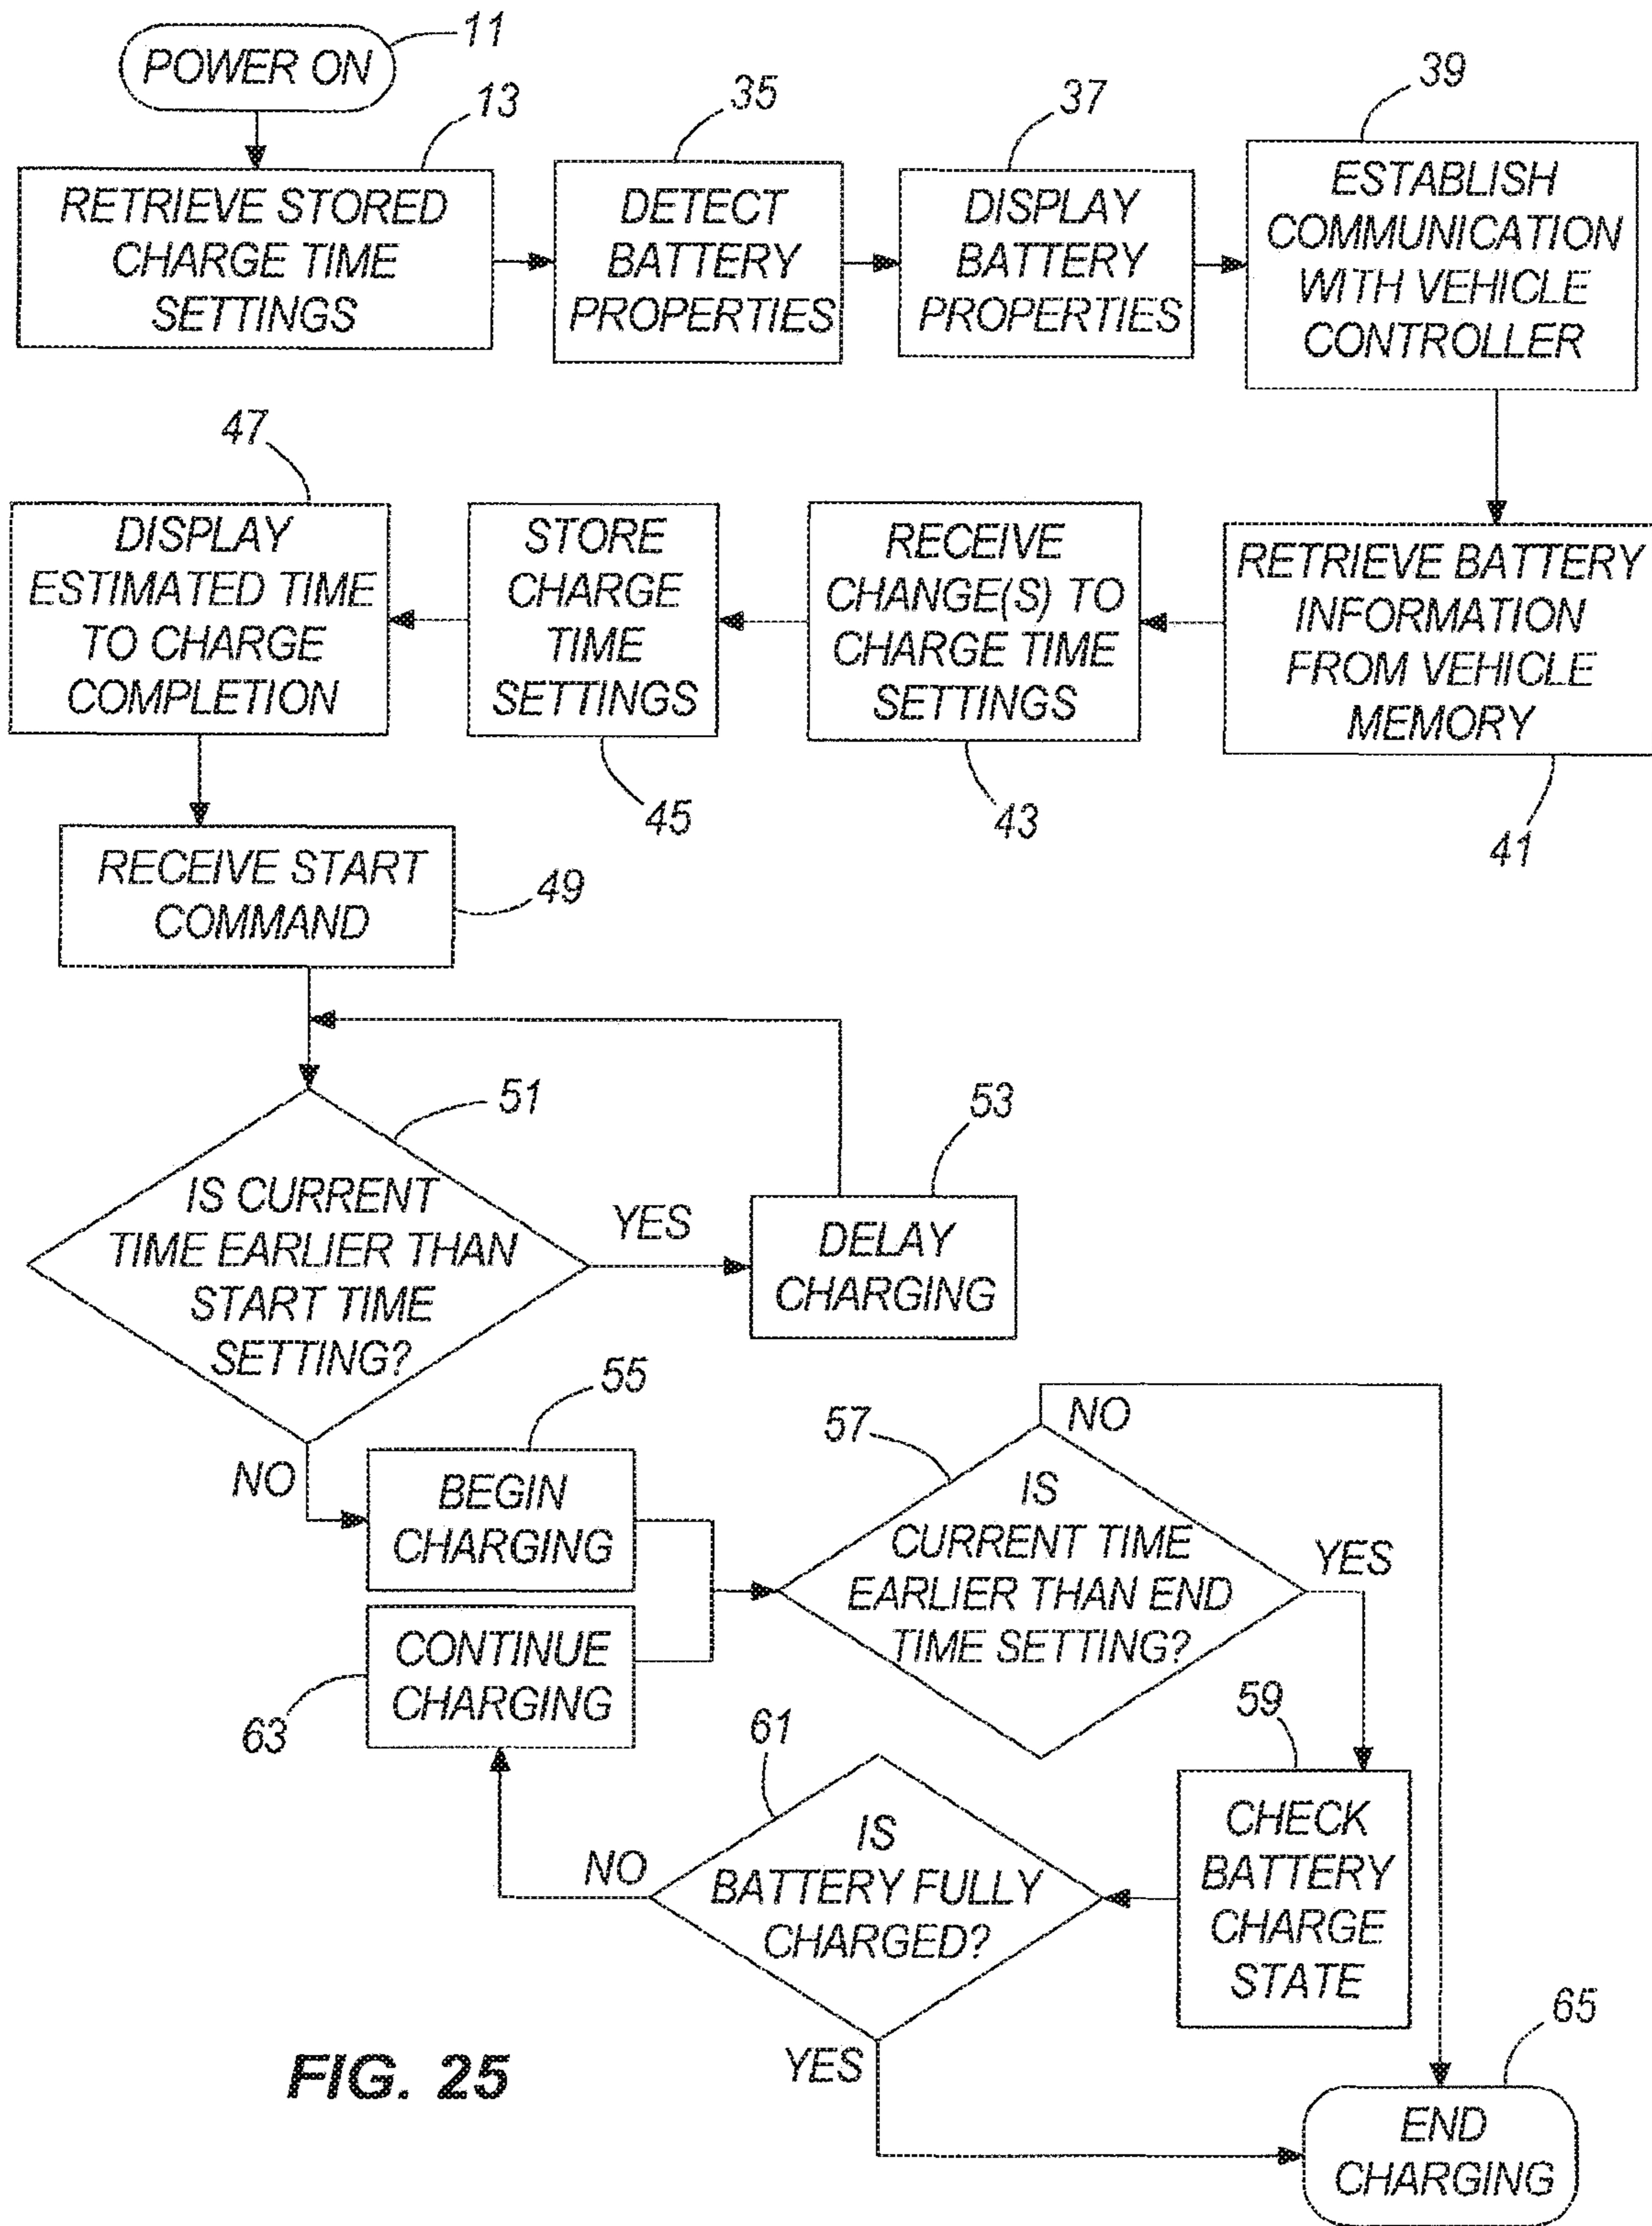 11
POWER ON
13
RETRIEVE STORED
CHARGE TIME
SETTINGS
35
DETECT
BATTERY
PROPERTIES
37
DISPLAY
BATTERY
PROPERTIES
39
ESTABLISH
COMMUNICATION
WITH VEHICLE
CONTROLLER
41
RETRIEVE BATTERY
INFORMATION
FROM VEHICLE
MEMORY
43
RECEIVE
CHANGE(S) TO
CHARGE TIME
SETTINGS
45
STORE
CHARGE
TIME
SETTINGS
47
DISPLAY
ESTIMATED TIME
TO CHARGE
COMPLETION
49
RECEIVE START
COMMAND
51
IS CURRENT
TIME EARLIER THAN
START TIME
SETTING?
YES
53
DELAY
CHARGING
NO
55
BEGIN
CHARGING
57
NO
IS
CURRENT TIME
EARLIER THAN END
TIME SETTING?
YES
59
CHECK
BATTERY
CHARGE
STATE
61
IS
BATTERY FULLY
CHARGED?
NO
63
CONTINUE
CHARGING
YES
65
END
CHARGING
FIG. 25